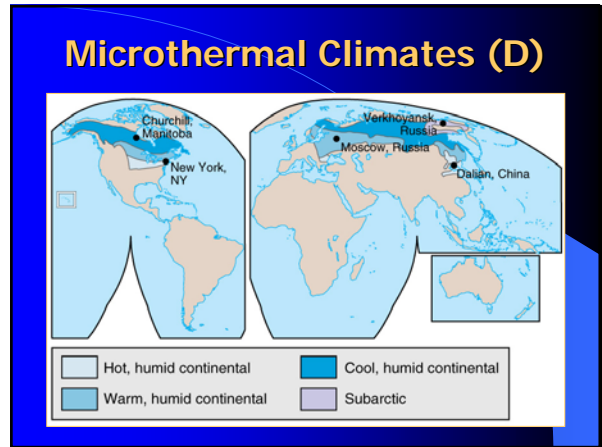 Microthermal Climates (D)
Churchill,
Manitoba
New York,
NY
Verkhoyansk,
Russia
Moscow, Russia
Dalian, China
Hot, humid continental
Cool, humid continental
Warm, humid continental
Subarctic